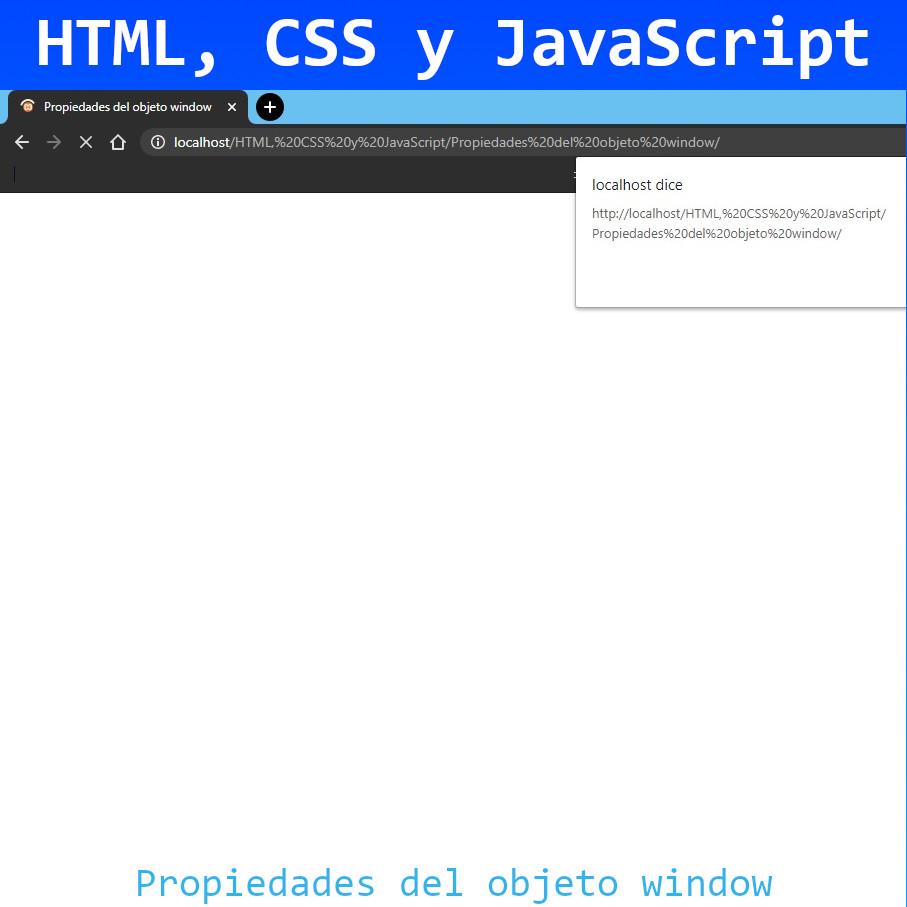 HTML, CSS y JavaScript
Propiedades del objeto window
localhost/HTML,%20CSS%20y%20JavaScript/Propiedades%20del%20objeto%20window/
localhost dice
http://localhost/HTML,%20CSS%20y%20JavaScript/
Propiedades%20del%20objeto%20window/
Propiedades del objeto window